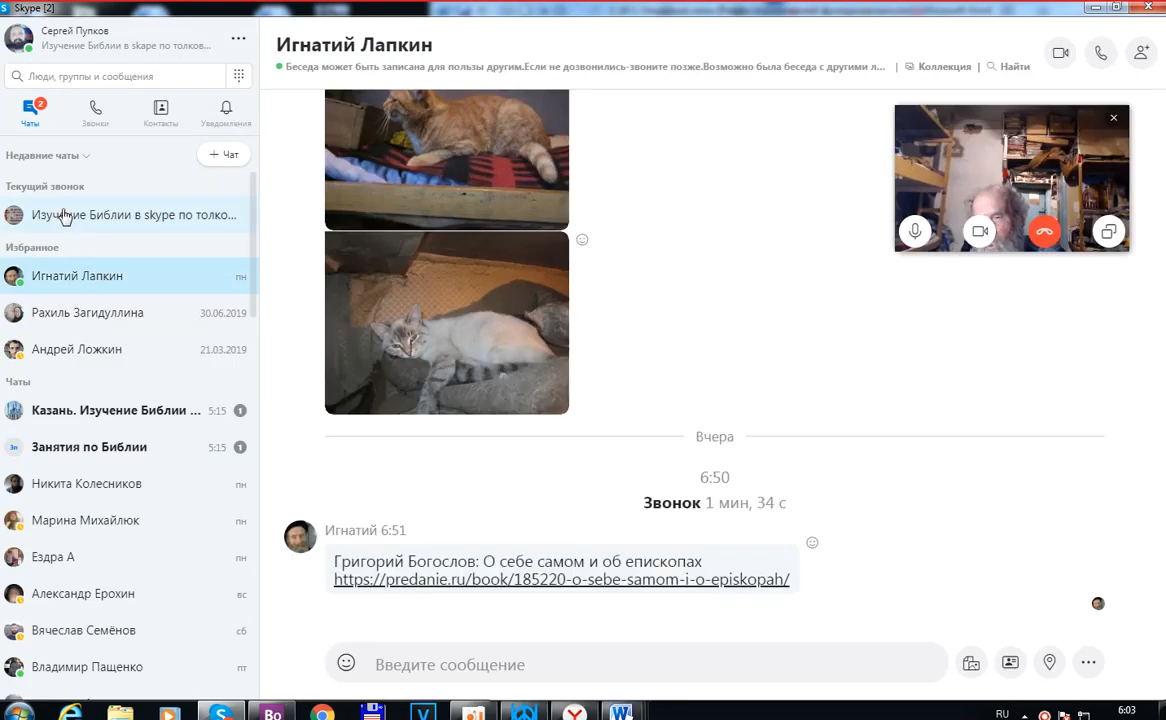 Skype [2]
Сергей Пупков
Изучение Библии в skape по толков...
Люди, группы и сообщения
2
Чаты
Звонки
Контакты
Уведомления
Недавние чаты
+ Чат
Текущий звонок
Изучение Библии в skype по толко...
Избранное
Игнатий Лапкин пн
Рахиль Загидуллина 30.06.2019
Андрей Ложкин 21.03.2019
Чаты
Казань. Изучение Библии ... 5:15 1
Зп Занятия по Библии 5:15 1
Никита Колесников пн
Марина Михайлюк пн
Ездра А пн
Александр Ерохин вс
Вячеслав Семёнов сб
Владимир Пащенко пт
Игнатий Лапкин
Беседа может быть записана для пользы другим.Если не дозвонились-звоните позже.Возможно была беседа с другими л... | Коллекция | Найти
Вчера
6:50
Звонок 1 мин, 34 с
Игнатий 6:51
Григорий Богослов: О себе самом и об епископах
https://predanie.ru/book/185220-o-sebe-samom-i-o-episkopah/
Введите сообщение
Bo
V
Y
W
RU
6:03